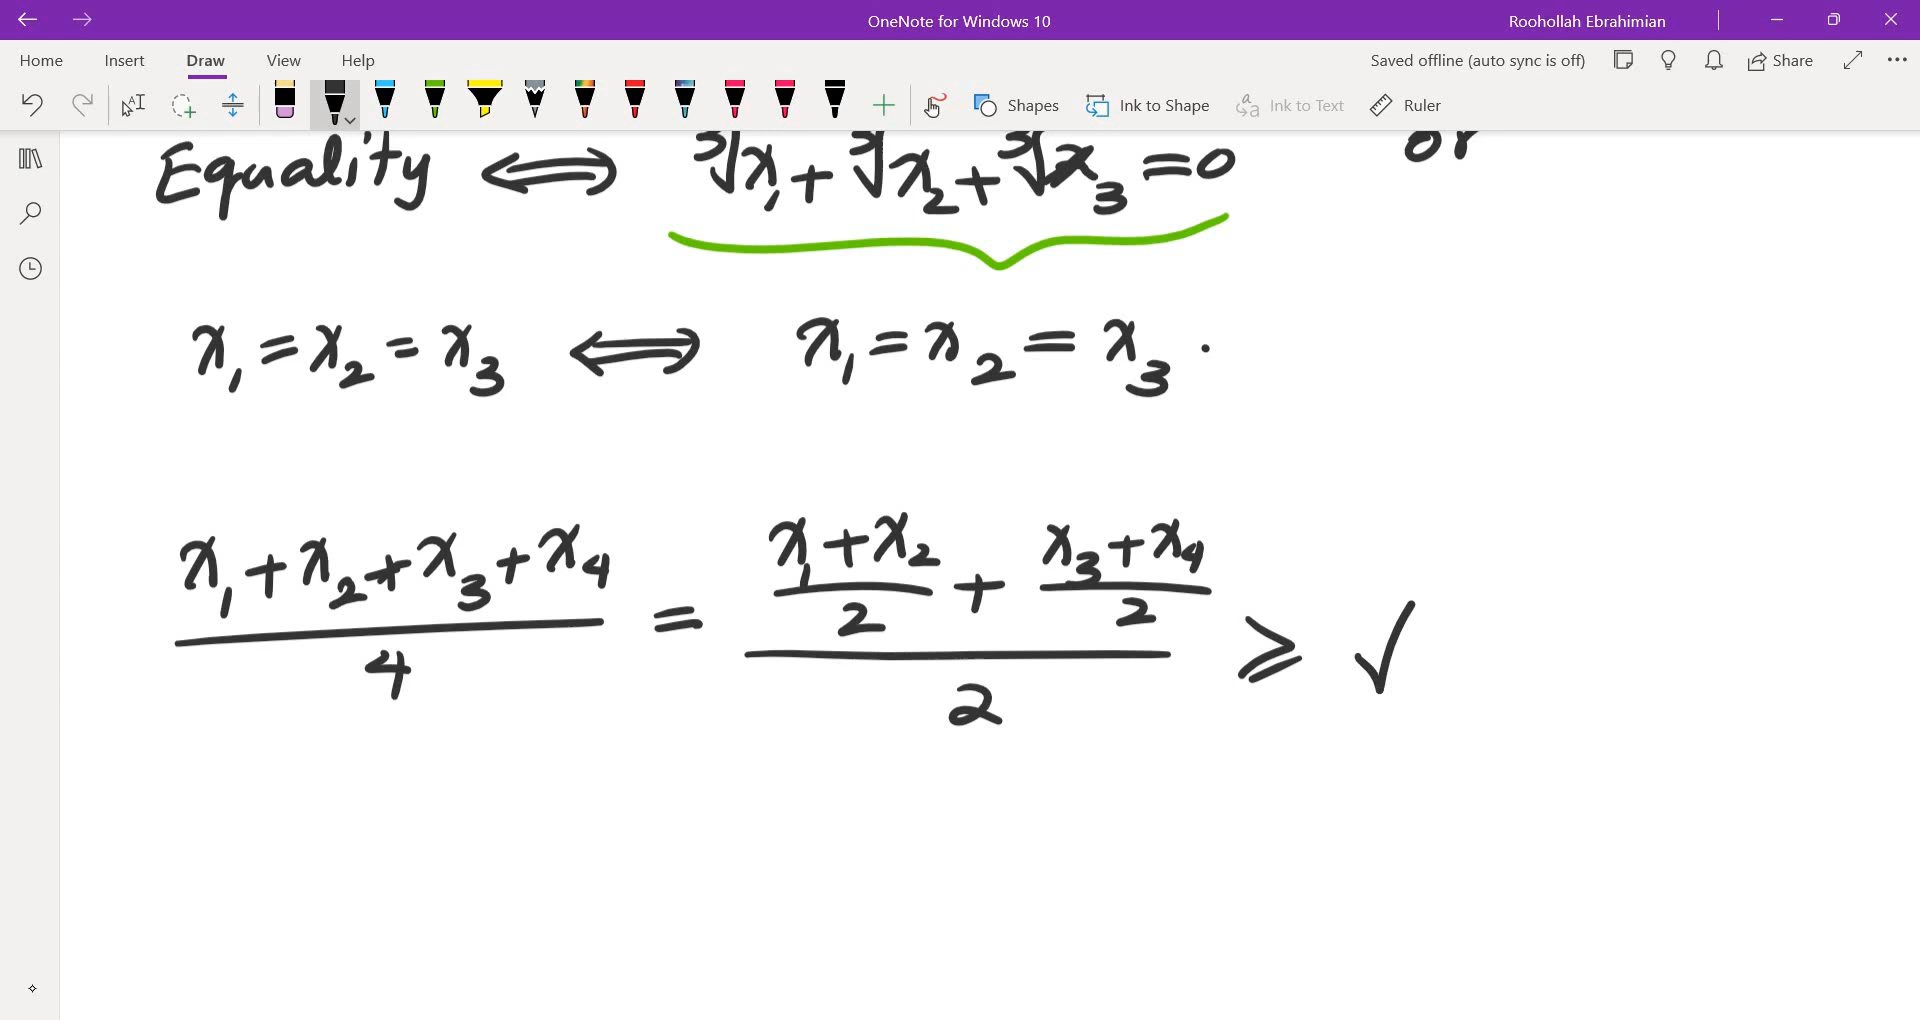 OneNote for Windows 10
Roohollah Ebrahimian
Home Insert Draw View Help
Saved offline (auto sync is off) Share
Shapes Ink to Shape Ink to Text Ruler
Equality ⟺ ∛x₁ + ∛x₂ + ∛x₃ = 0 or
x₁ = x₂ = x₃ ⟺ x₁ = x₂ = x₃ .
(x₁ + x₂ + x₃ + x₄)/4 = ((x₁ + x₂)/2 + (x₃ + x₄)/2)/2 ⩾ √